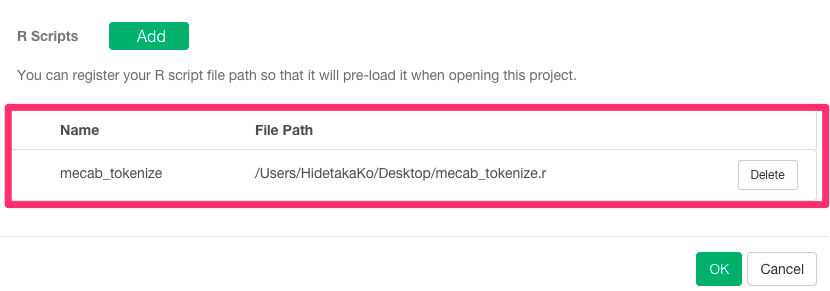 R Scripts Add
You can register your R script file path so that it will pre-load it when opening this project.
Name File Path
mecab_tokenize /Users/HidetakaKo/Desktop/mecab_tokenize.r Delete
OK Cancel